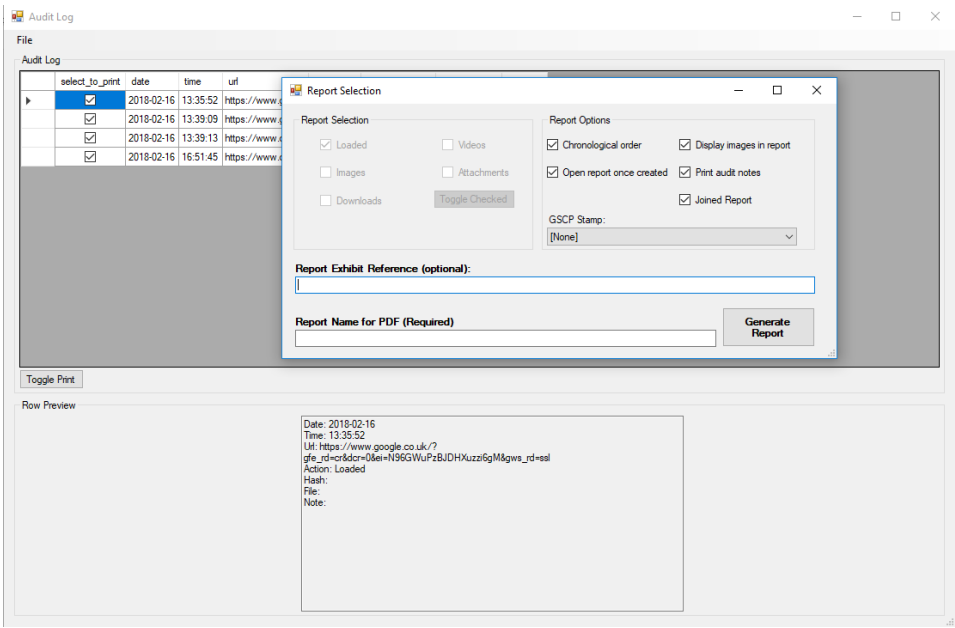 Audit Log
File
Audit Log
select_to_print date time url
2018-02-16 13:35:52 https://www.g
2018-02-16 13:39:09 https://www.
2018-02-16 13:39:13 https://www.
2018-02-16 16:51:45 https://www.
Report Selection
Report Selection
Loaded Videos
Images Attachments
Downloads Toggle Checked
Report Options
Chronological order Display images in report
Open report once created Print audit notes
Joined Report
GSCP Stamp:
[None]
Report Exhibit Reference (optional):
Report Name for PDF (Required)
Generate
Report
Toggle Print
Row Preview
Date: 2018-02-16
Time: 13:35:52
Url: https://www.google.co.uk/?
gfe_rd=cr&dcr=0&ei=N96GWuPzBJDHXuzzi6gM&gws_rd=ssl
Action: Loaded
Hash:
File:
Note: